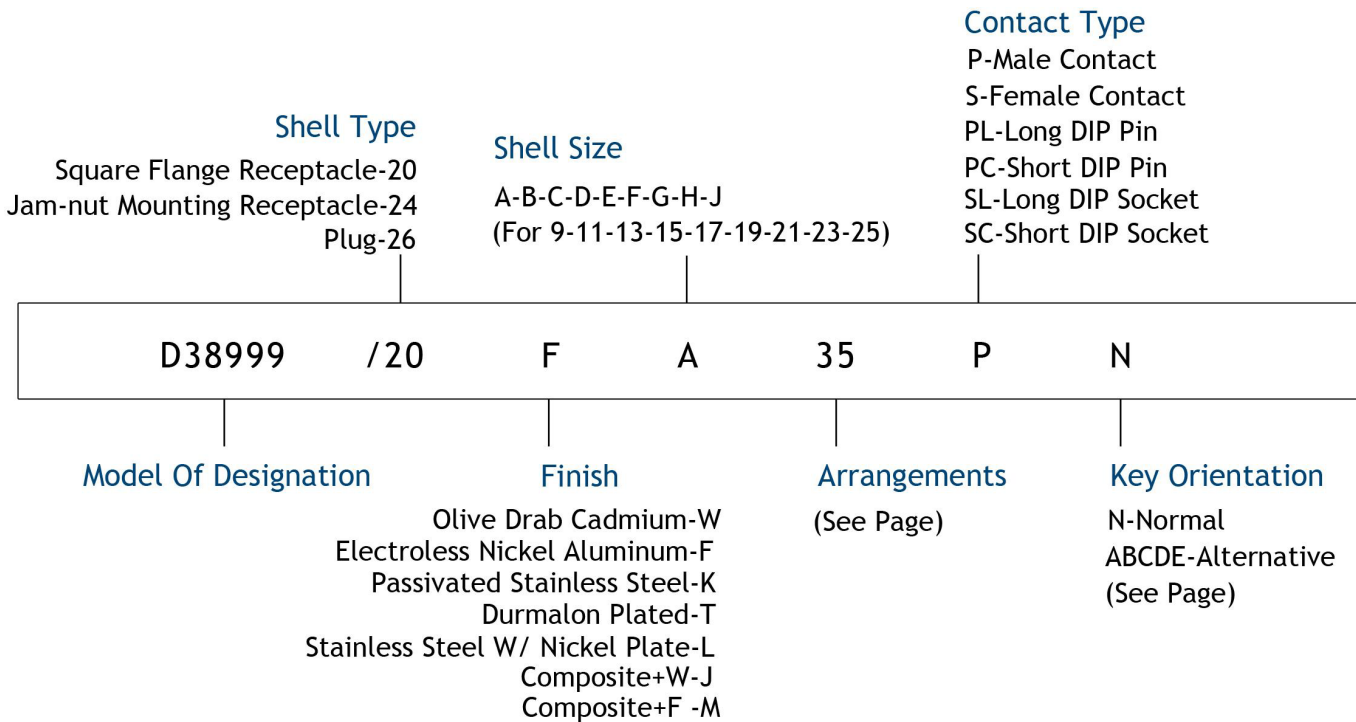 Contact Type
P-Male Contact
S-Female Contact
PL-Long DIP Pin
PC-Short DIP Pin
SL-Long DIP Socket
SC-Short DIP Socket
Shell Type
Square Flange Receptacle-20
Jam-nut Mounting Receptacle-24
Plug-26
Shell Size
A-B-C-D-E-F-G-H-J
(For 9-11-13-15-17-19-21-23-25)
D38999 /20 F A 35 P N
Model Of Designation
Finish
Olive Drab Cadmium-W
Electroless Nickel Aluminum-F
Passivated Stainless Steel-K
Durmalon Plated-T
Stainless Steel W/ Nickel Plate-L
Composite+W-J
Composite+F -M
Arrangements
(See Page)
Key Orientation
N-Normal
ABCDE-Alternative
(See Page)